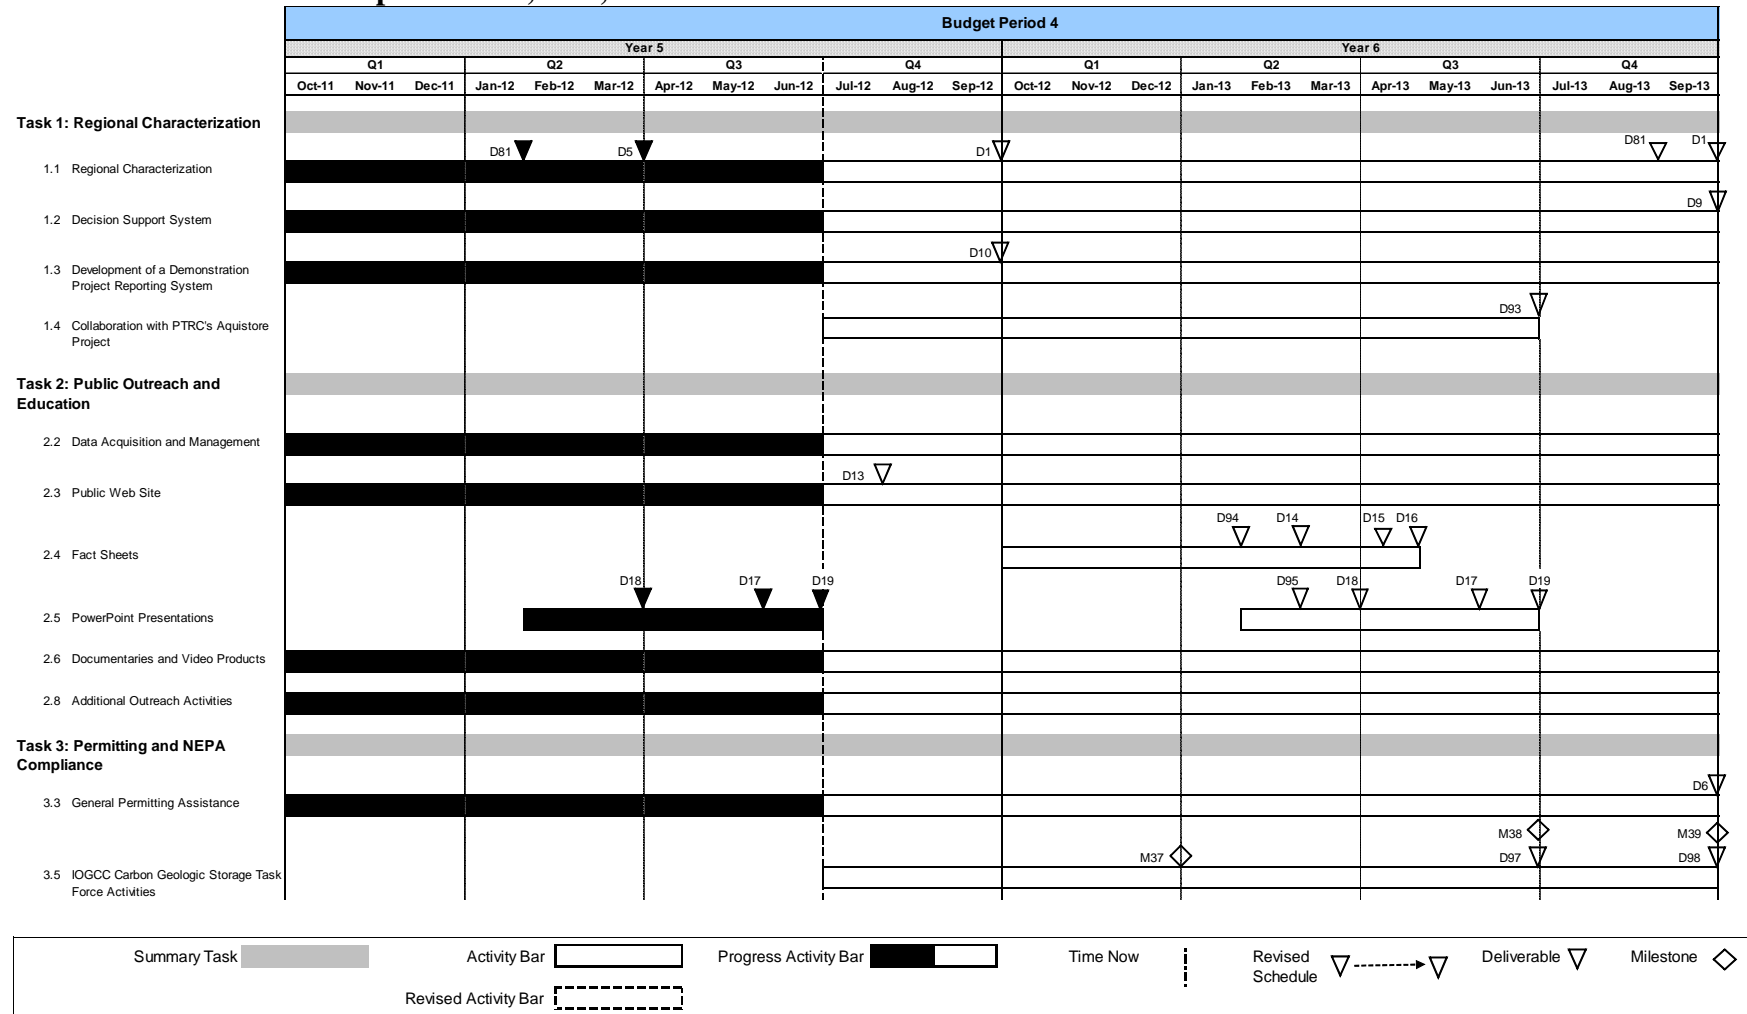 Budget Period 4
Year 5 Year 6
Q1 Q2 Q3 Q4 Q1 Q2 Q3 Q4
Oct-11 Nov-11 Dec-11 Jan-12 Feb-12 Mar-12 Apr-12 May-12 Jun-12 Jul-12 Aug-12 Sep-12 Oct-12 Nov-12 Dec-12 Jan-13 Feb-13 Mar-13 Apr-13 May-13 Jun-13 Jul-13 Aug-13 Sep-13
Task 1: Regional Characterization
D81 D5 D1 D81 D1
1.1 Regional Characterization
D9
1.2 Decision Support System
D10
1.3 Development of a Demonstration
Project Reporting System
D93
1.4 Collaboration with PTRC's Aquistore
Project
Task 2: Public Outreach and
Education
2.2 Data Acquisition and Management
D13
2.3 Public Web Site
D94 D14 D15 D16
2.4 Fact Sheets
D18 D17 D19 D95 D18 D17 D19
2.5 PowerPoint Presentations
2.6 Documentaries and Video Products
2.8 Additional Outreach Activities
Task 3: Permitting and NEPA
Compliance
D6
3.3 General Permitting Assistance
M38 M39
M37 D97 D98
3.5 IOGCC Carbon Geologic Storage Task
Force Activities
Summary Task Activity Bar Progress Activity Bar Time Now Revised Deliverable Milestone
Schedule
Revised Activity Bar